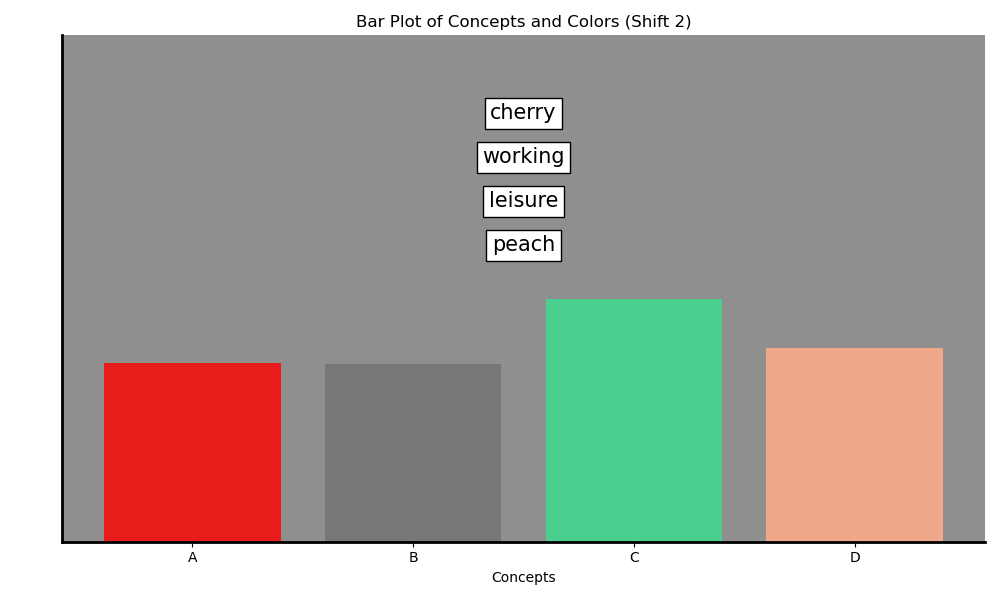 Bar Plot of Concepts and Colors (Shift 2)
cherry
working
leisure
peach
A B C D
Concepts